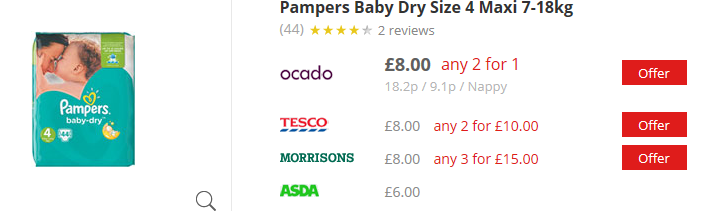 Pampers Baby Dry Size 4 Maxi 7-18kg
(44) 2 reviews
Pampers
baby-dry
4
44
ocado £8.00 any 2 for 1 Offer
18.2p / 9.1p / Nappy
TESCO £8.00 any 2 for £10.00 Offer
MORRISONS £8.00 any 3 for £15.00 Offer
ASDA £6.00